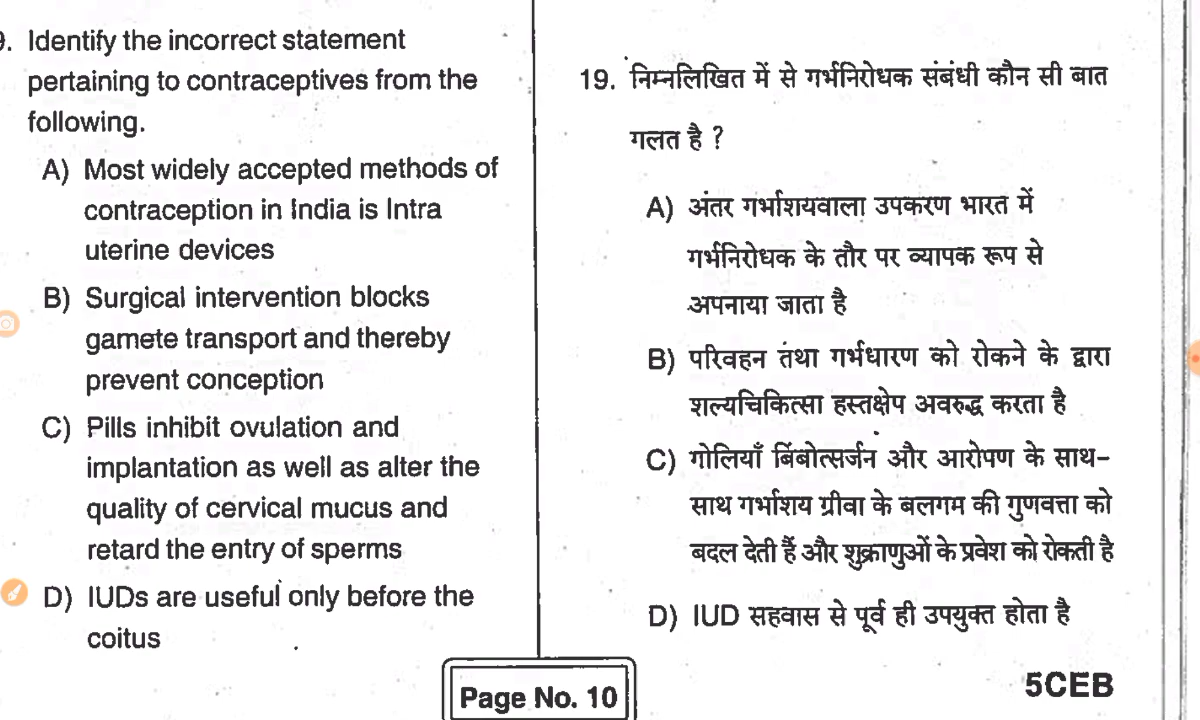 9. Identify the incorrect statement
pertaining to contraceptives from the
following.
A) Most widely accepted methods of
contraception in India is Intra
uterine devices
B) Surgical intervention blocks
gamete transport and thereby
prevent conception
C) Pills inhibit ovulation and
implantation as well as alter the
quality of cervical mucus and
retard the entry of sperms
D) IUDs are useful only before the
coitus
19. निम्नलिखित में से गर्भनिरोधक संबंधी कौन सी बात
गलत है ?
A) अंतर गर्भाशयवाला उपकरण भारत में
गर्भनिरोधक के तौर पर व्यापक रूप से
अपनाया जाता है
B) परिवहन तथा गर्भधारण को रोकने के द्वारा
शल्यचिकित्सा हस्तक्षेप अवरुद्ध करता है
C) गोलियाँ बिंबोत्सर्जन और आरोपण के साथ-
साथ गर्भाशय ग्रीवा के बलगम की गुणवत्ता को
बदल देती हैं और शुक्राणुओं के प्रवेश को रोकती है
D) IUD सहवास से पूर्व ही उपयुक्त होता है
Page No. 10
5CEB